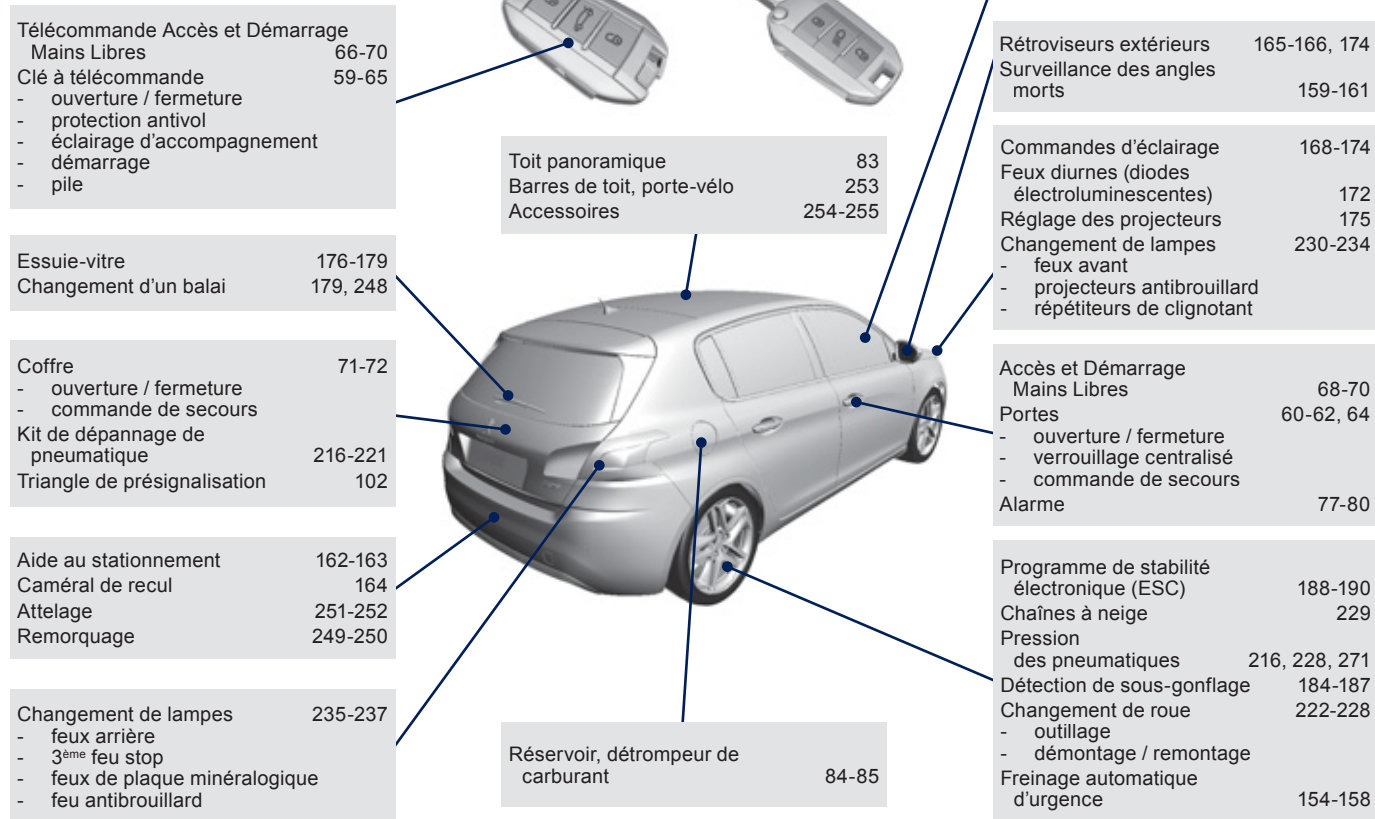 Télécommande Accès et Démarrage
Mains Libres 66-70
Clé à télécommande 59-65
- ouverture / fermeture
- protection antivol
- éclairage d'accompagnement
- démarrage
- pile
Essuie-vitre 176-179
Changement d'un balai 179, 248
Coffre 71-72
- ouverture / fermeture
- commande de secours
Kit de dépannage de
pneumatique 216-221
Triangle de présignalisation 102
Aide au stationnement 162-163
Caméral de recul 164
Attelage 251-252
Remorquage 249-250
Changement de lampes 235-237
- feux arrière
- 3ème feu stop
- feux de plaque minéralogique
- feu antibrouillard
Toit panoramique 83
Barres de toit, porte-vélo 253
Accessoires 254-255
Réservoir, détrompeur de
carburant 84-85
Rétroviseurs extérieurs 165-166, 174
Surveillance des angles
morts 159-161
Commandes d'éclairage 168-174
Feux diurnes (diodes
électroluminescentes) 172
Réglage des projecteurs 175
Changement de lampes 230-234
- feux avant
- projecteurs antibrouillard
- répétiteurs de clignotant
Accès et Démarrage
Mains Libres 68-70
Portes 60-62, 64
- ouverture / fermeture
- verrouillage centralisé
- commande de secours
Alarme 77-80
Programme de stabilité
électronique (ESC) 188-190
Chaînes à neige 229
Pression
des pneumatiques 216, 228, 271
Détection de sous-gonflage 184-187
Changement de roue 222-228
- outillage
- démontage / remontage
Freinage automatique
d'urgence 154-158